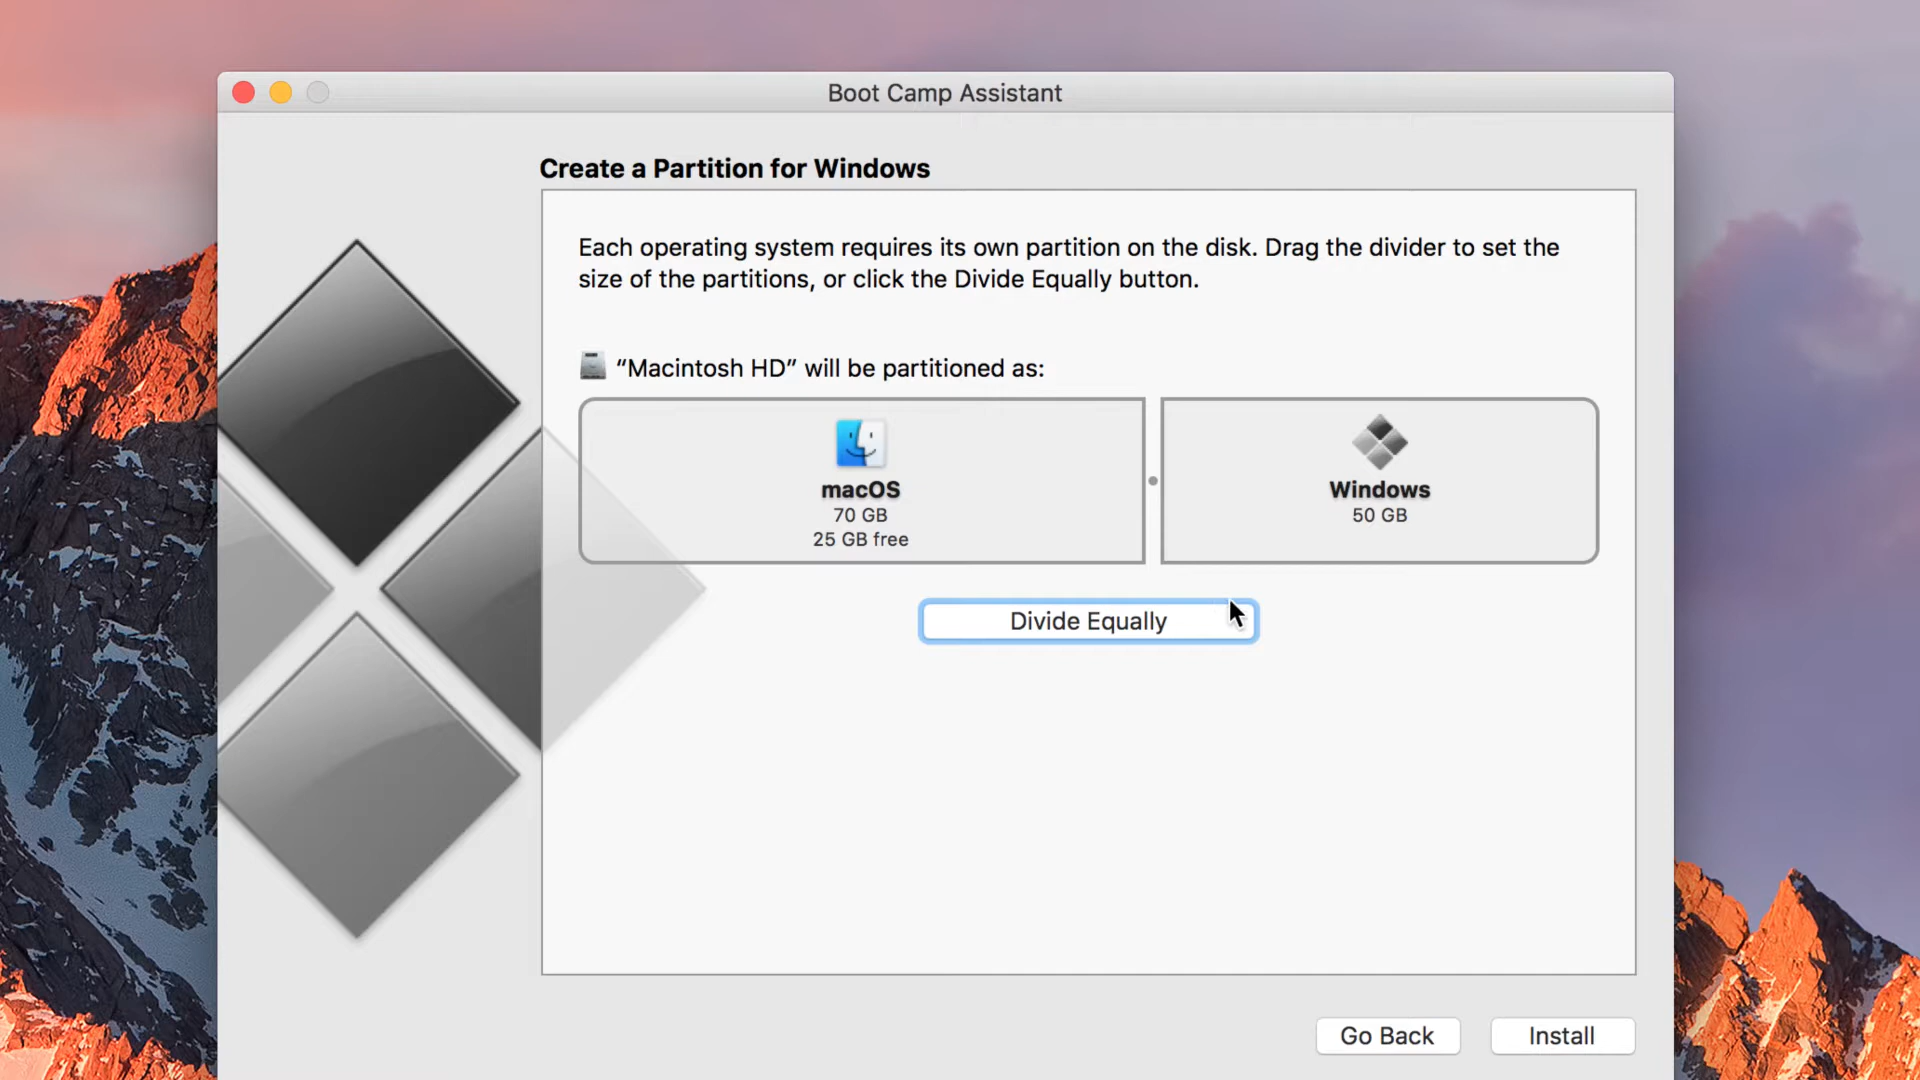 Boot Camp Assistant
Create a Partition for Windows
Each operating system requires its own partition on the disk. Drag the divider to set the
size of the partitions, or click the Divide Equally button.
“Macintosh HD” will be partitioned as:
macOS
70 GB
25 GB free
Windows
50 GB
Divide Equally
Go Back
Install